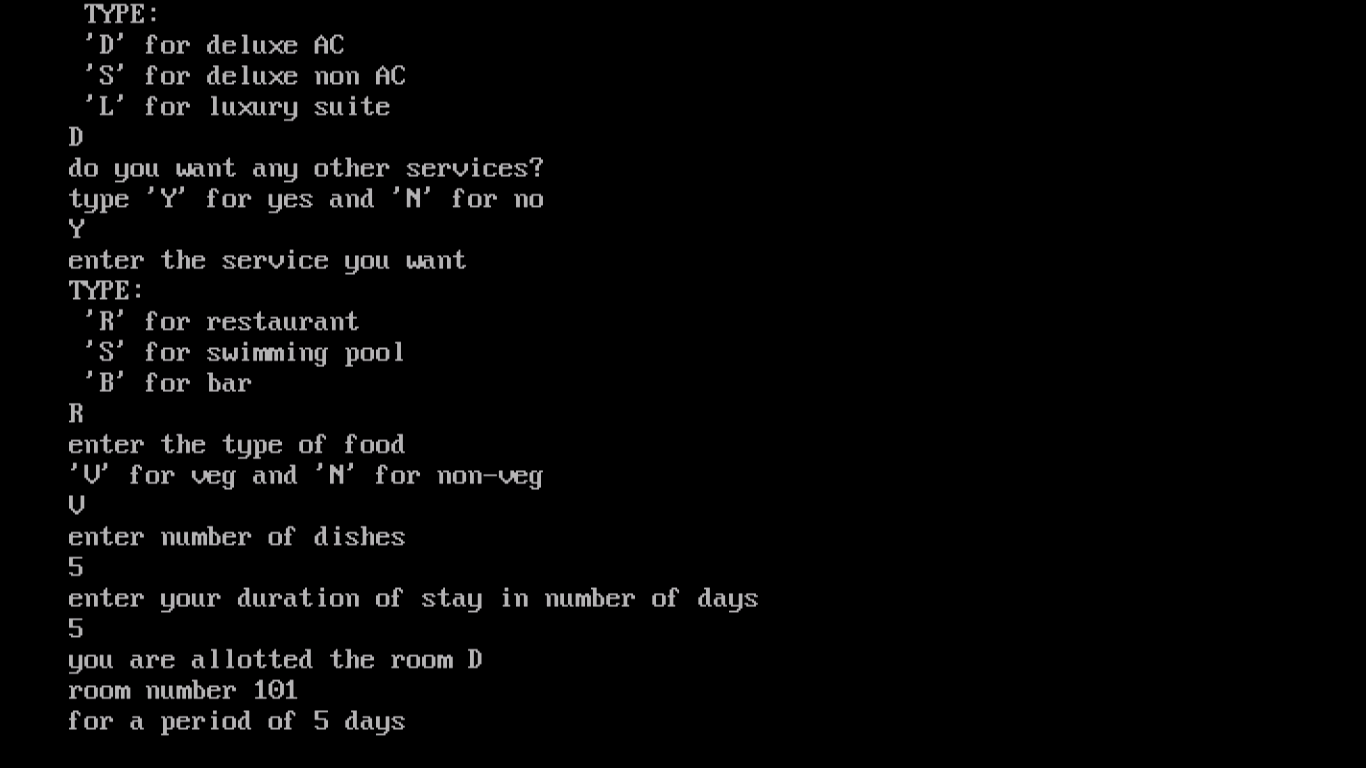 TYPE:
'D' for deluxe AC
'S' for deluxe non AC
'L' for luxury suite
D
do you want any other services?
type 'Y' for yes and 'N' for no
Y
enter the service you want
TYPE:
'R' for restaurant
'S' for swimming pool
'B' for bar
R
enter the type of food
'V' for veg and 'N' for non-veg
V
enter number of dishes
5
enter your duration of stay in number of days
5
you are allotted the room D
room number 101
for a period of 5 days